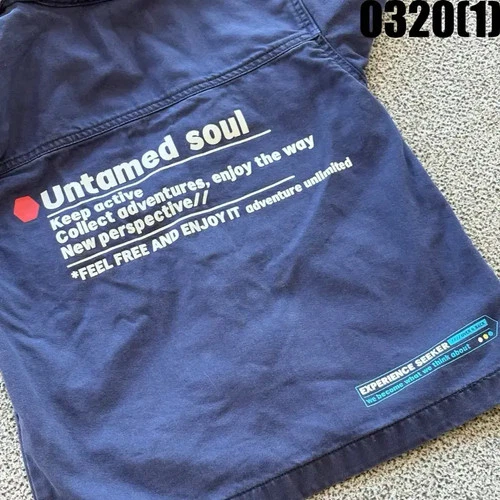 0320(1)
Untamed soul
Keep active
Collect adventures, enjoy the way
New perspective//
*FEEL FREE AND ENJOY IT adventure unlimited
EXPERIENCE SEEKER
we become what we think about